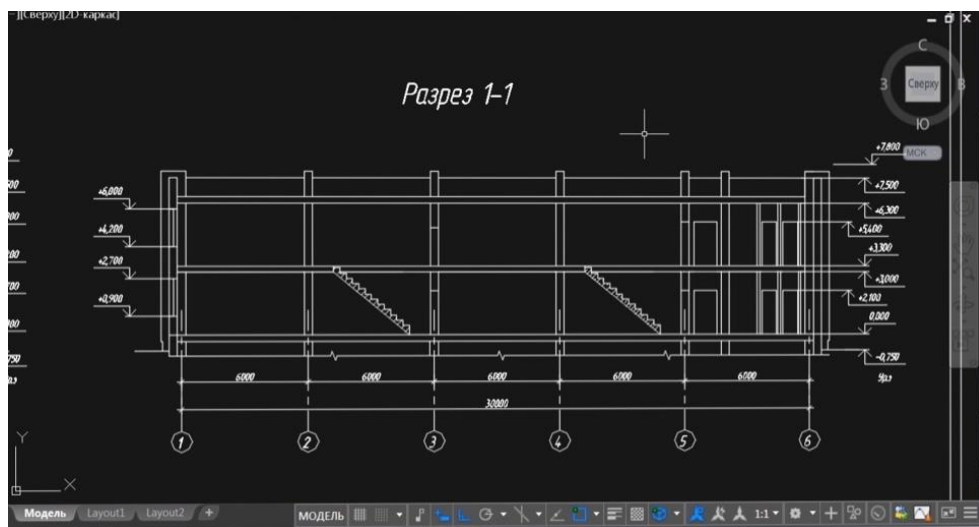 ][Сверху][2D-каркас]
С
З
Сверху
В
Ю
МСК
Разрез 1-1
+7,800
+7,500
+6,000
+6,300
+4,200
+5,400
+3,300
+2,700
+3,000
+0,900
+2,100
0,000
-0,750
Ур.з
6000
6000
6000
6000
6000
30000
1
2
3
4
5
6
Y
X
Модель Layout1 Layout2 +
МОДЕЛЬ 1:1